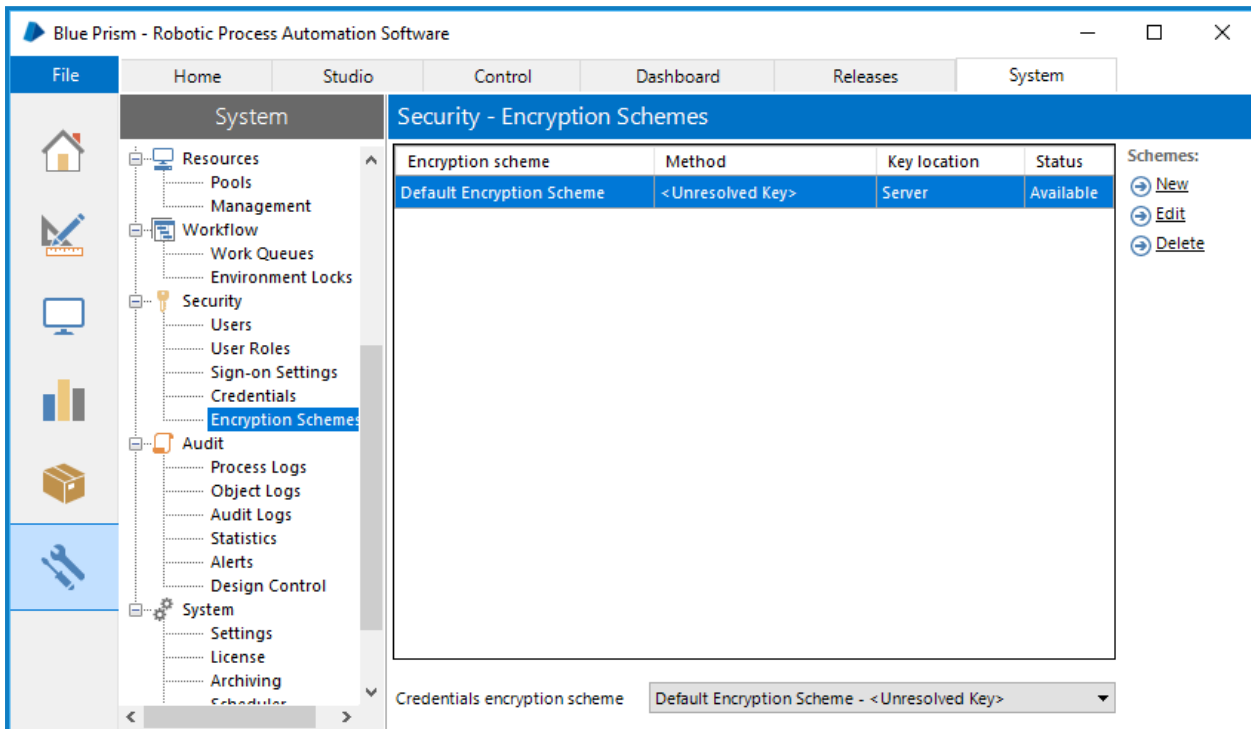 Blue Prism - Robotic Process Automation Software
File
Home
Studio
Control
Dashboard
Releases
System
System
Resources
Pools
Management
Workflow
Work Queues
Environment Locks
Security
Users
User Roles
Sign-on Settings
Credentials
Encryption Schemes
Audit
Process Logs
Object Logs
Audit Logs
Statistics
Alerts
Design Control
System
Settings
License
Archiving
Scheduler
Security - Encryption Schemes
Encryption scheme Method Key location Status
Default Encryption Scheme <Unresolved Key> Server Available
Credentials encryption scheme Default Encryption Scheme - <Unresolved Key>
Schemes:
New
Edit
Delete